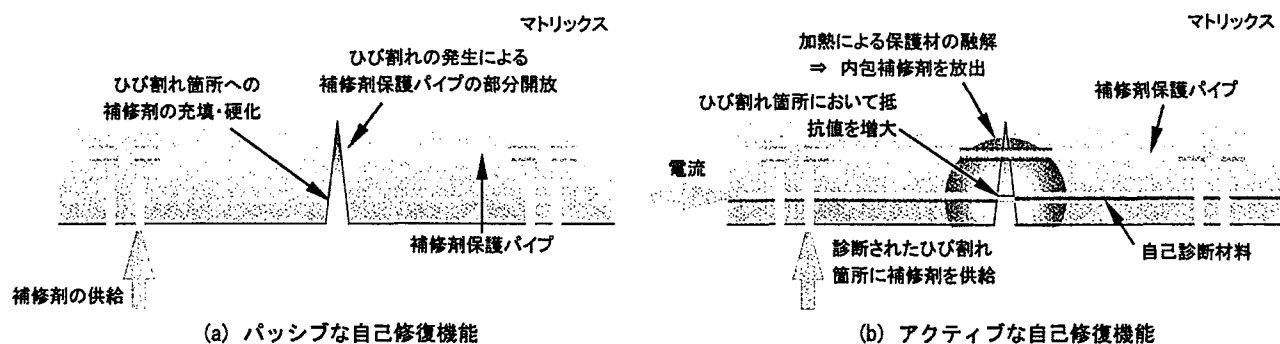 マトリックス
ひび割れの発生による
補修剤保護パイプの部分開放
ひび割れ箇所への
補修剤の充填・硬化
補修剤保護パイプ
補修剤の供給
(a) パッシブな自己修復機能
マトリックス
加熱による保護材の融解
⇒ 内包補修剤を放出
補修剤保護パイプ
ひび割れ箇所において抵
抗値を増大
電流
診断されたひび割れ
箇所に補修剤を供給
自己診断材料
(b) アクティブな自己修復機能